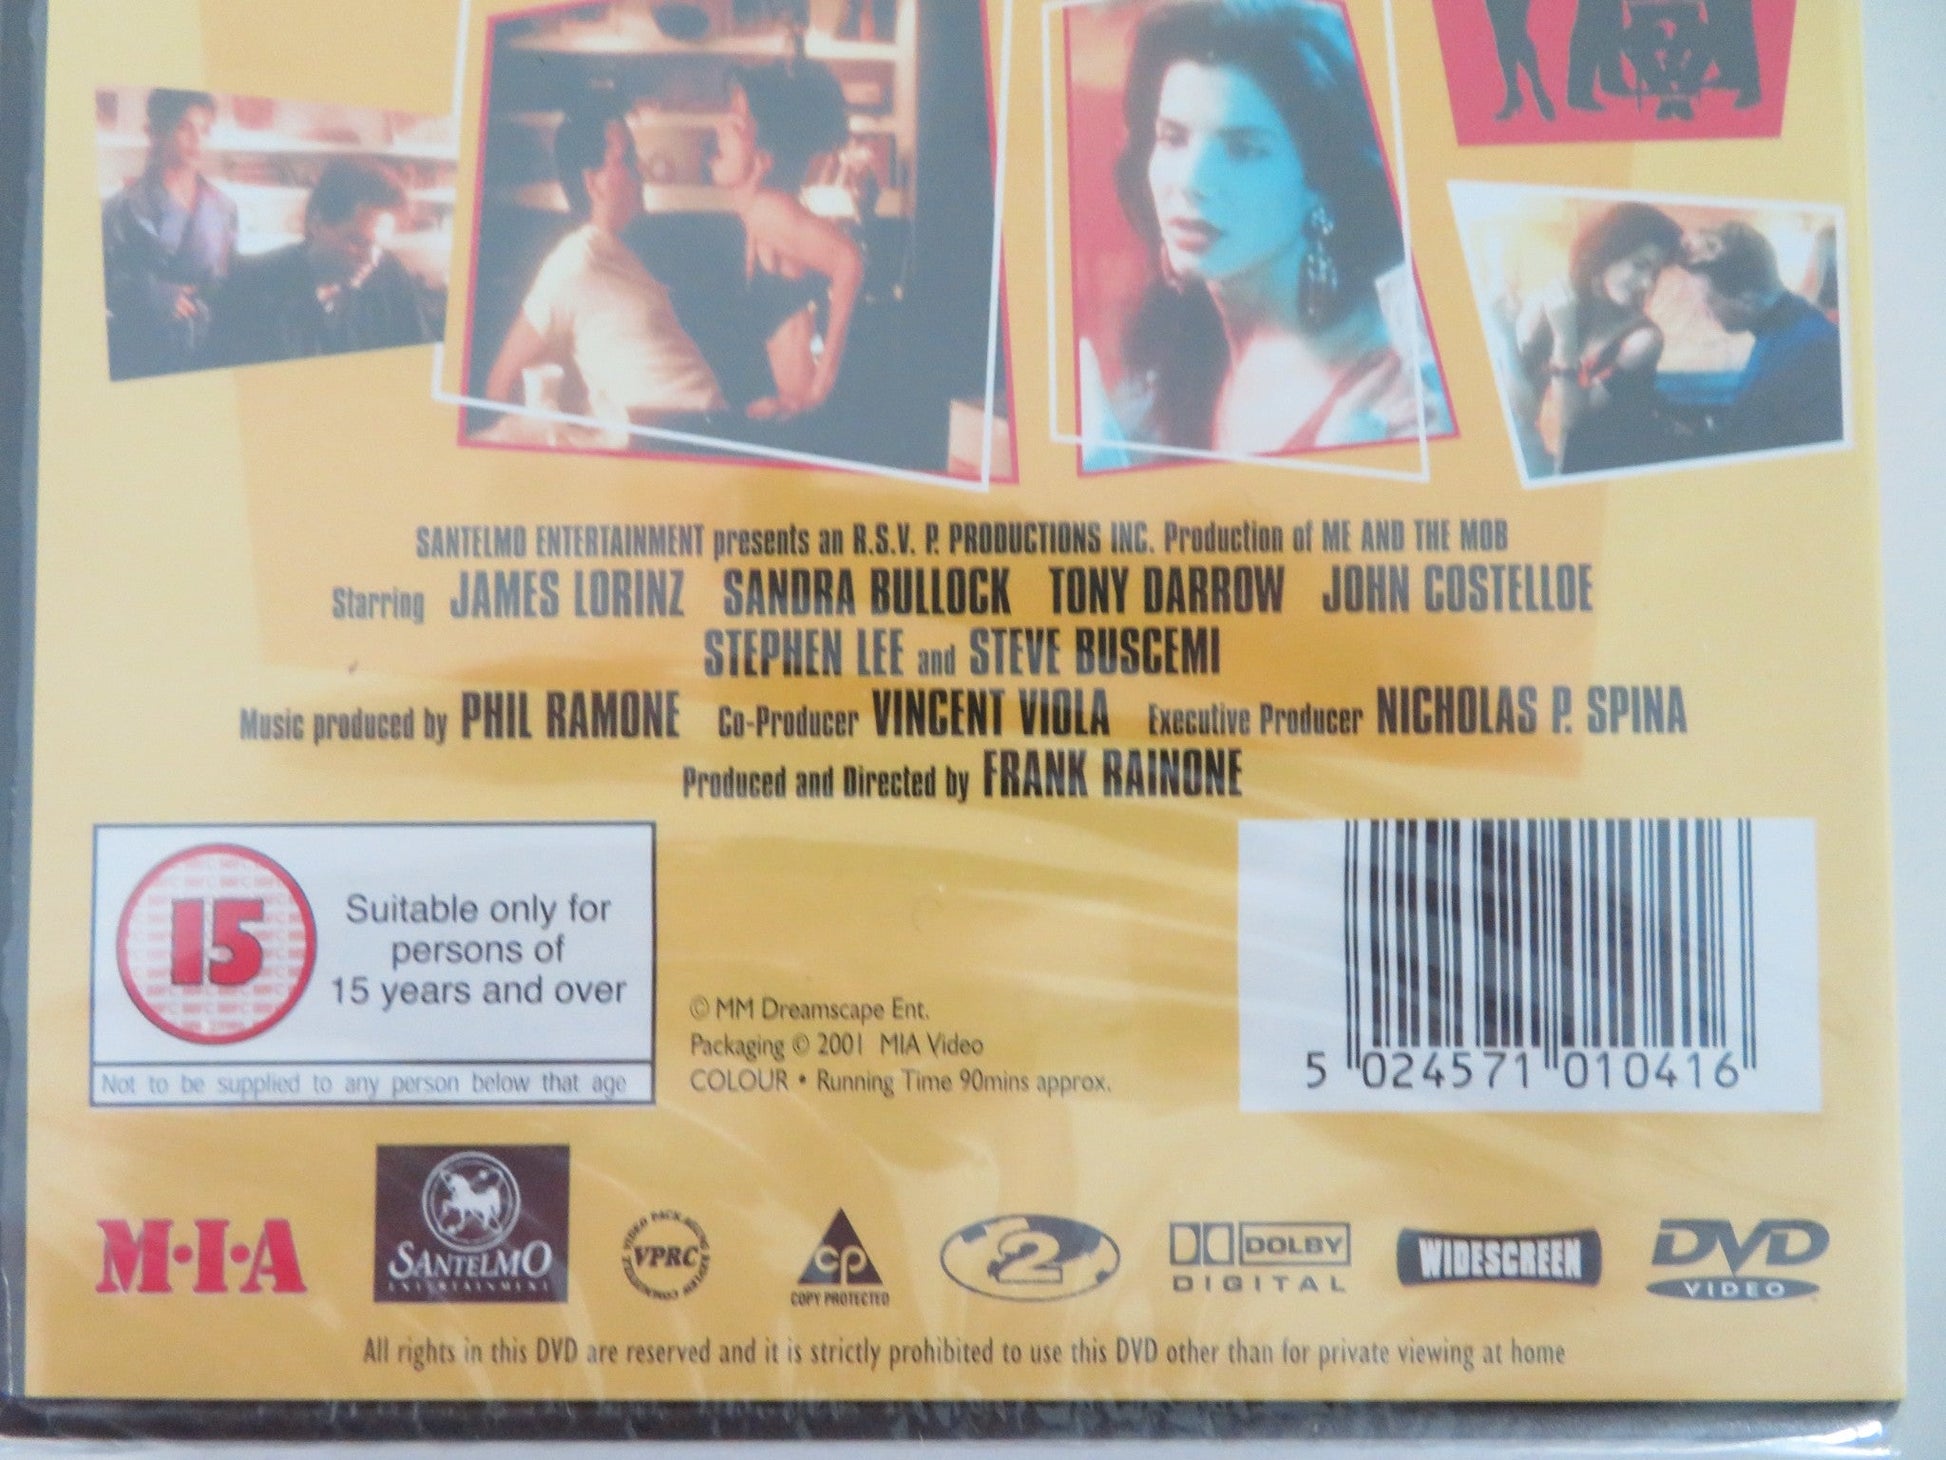 SANTELMO ENTERTAINMENT presents an R.S.V. P. PRODUCTIONS INC. Production of ME AND THE MOB
Starring JAMES LORINZ SANDRA BULLOCK TONY DARROW JOHN COSTELLOE
STEPHEN LEE and STEVE BUSCEMI
Music produced by PHIL RAMONE Co-Producer VINCENT VIOLA Executive Producer NICHOLAS P. SPINA
Produced and Directed by FRANK RAINONE
15
Suitable only for
persons of
15 years and over
Not to be supplied to any person below that age
© MM Dreamscape Ent.
Packaging © 2001 MIA Video
COLOUR • Running Time 90mins approx.
5 024571 010416
M·I·A
SANTELMO
ENTERTAINMENT
VPRC
CP
COPY PROTECTED
2
DOLBY
DIGITAL
WIDESCREEN
DVD
VIDEO
All rights in this DVD are reserved and it is strictly prohibited to use this DVD other than for private viewing at home